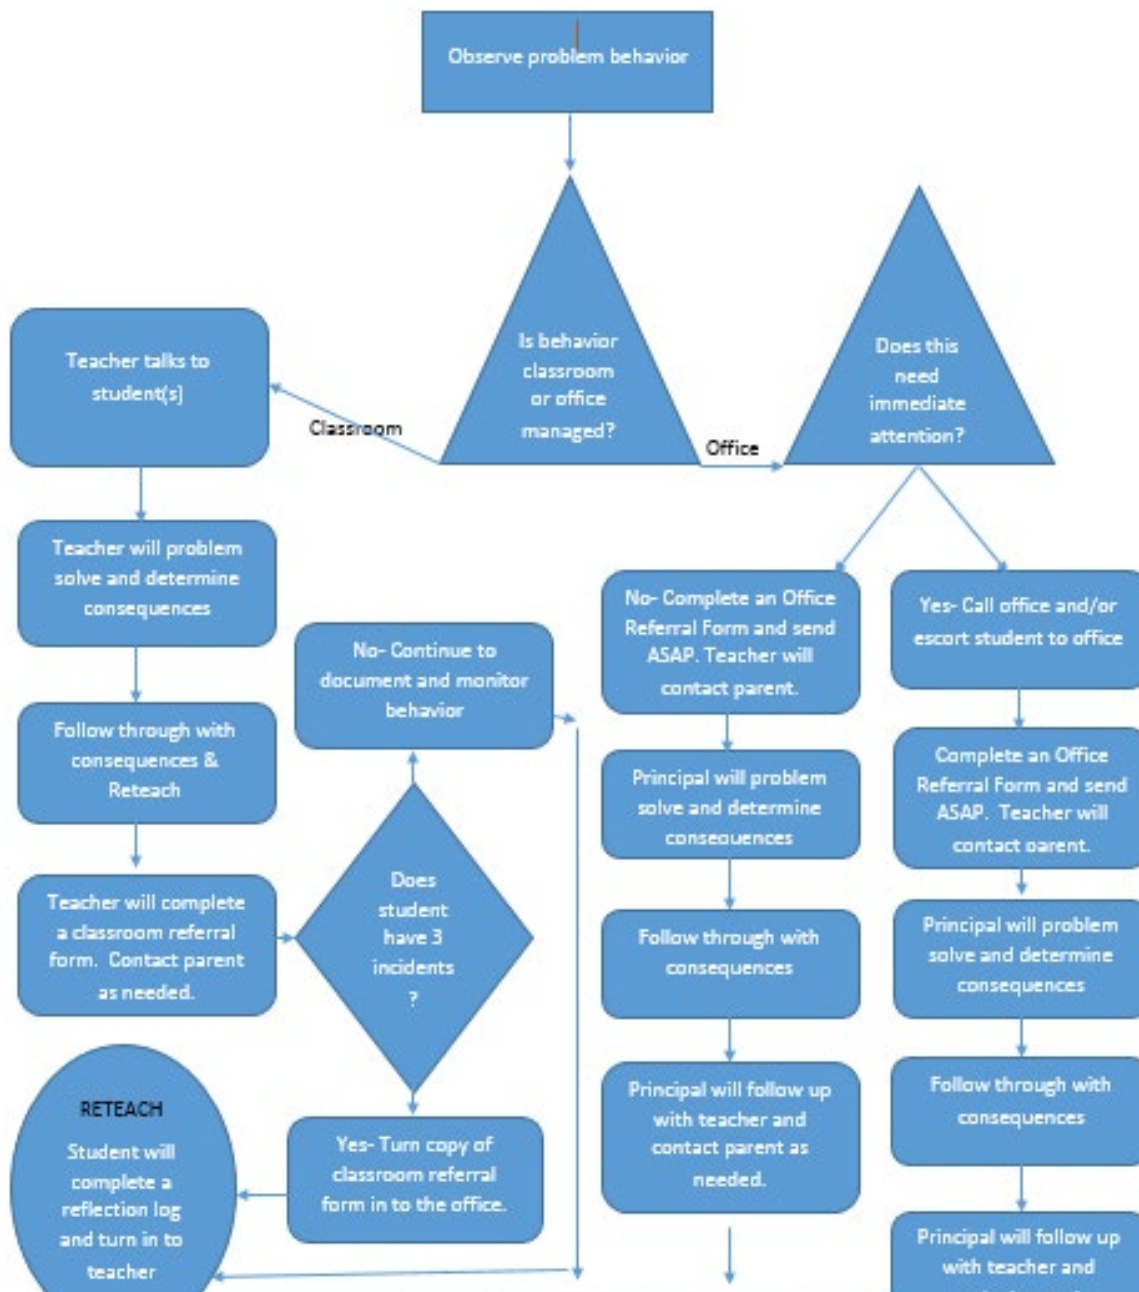 Observe problem behavior
Is behavior
classroom
or office
managed?
Does this
need
immediate
attention?
Classroom
Office
Teacher talks to
student(s]
Teacher will problem
solve and determine
consequences
Follow through with
consequences &
Reteach
Teacher will complete
a classroom referral
form.  Contact parent
as needed.
Does
student
have 3
incidents
?
No- Continue to
document and monitor
behavior
Yes- Turn copy of
classroom referral
form in to the office.
RETEACH
Student will
complete a
reflection log
and turn in to
teacher
No- Complete an Office
Referral Form and send
ASAP. Teacher will
contact parent.
Principal will problem
solve and determine
consequences
Follow through with
consequences
Principal will follow up
with teacher and
contact parent as
needed.
Yes- Call office and/or
escort student to office
Complete an Office
Referral Form and send
ASAP.  Teacher will
contact parent.
Principal will problem
solve and determine
consequences
Follow through with
consequences
Principal will follow up
with teacher and